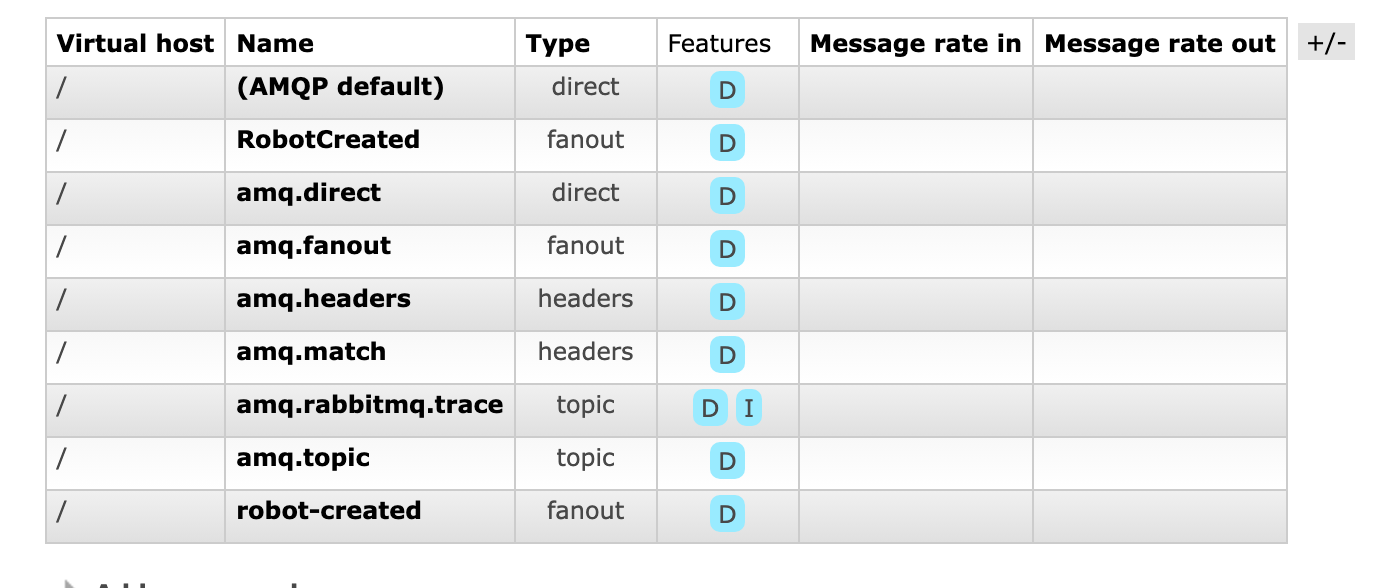 Virtual host Name Type Features Message rate in Message rate out +/-
/ (AMQP default) direct D
/ RobotCreated fanout D
/ amq.direct direct D
/ amq.fanout fanout D
/ amq.headers headers D
/ amq.match headers D
/ amq.rabbitmq.trace topic D I
/ amq.topic topic D
/ robot-created fanout D